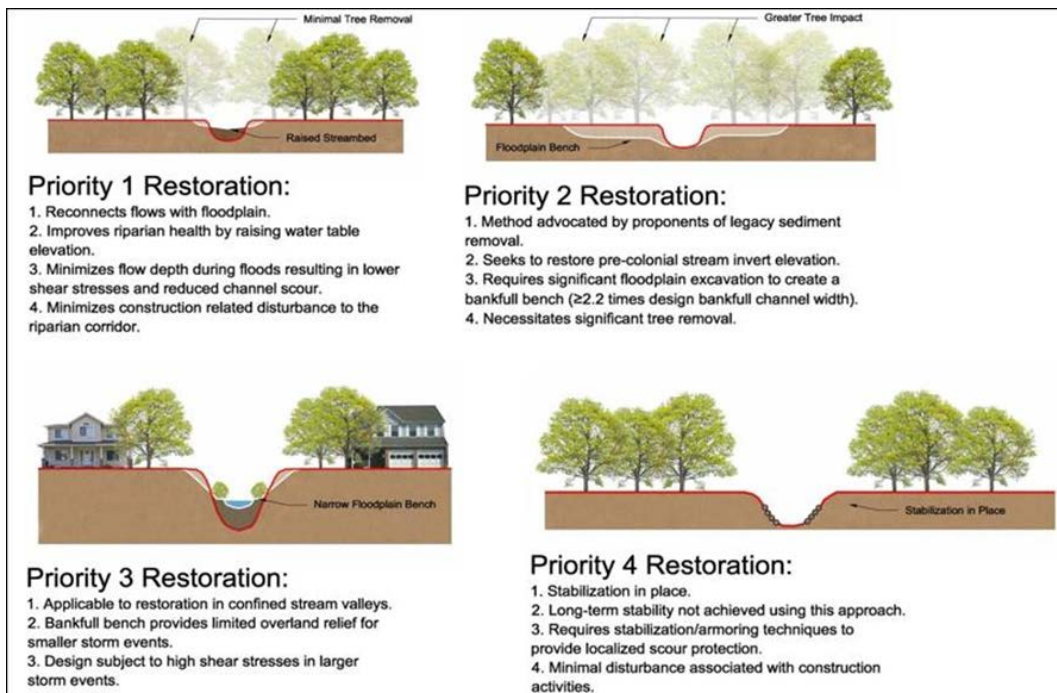 Minimal Tree Removal
Raised Streambed
Priority 1 Restoration:
1. Reconnects flows with floodplain.
2. Improves riparian health by raising water table
elevation.
3. Minimizes flow depth during floods resulting in lower
shear stresses and reduced channel scour.
4. Minimizes construction related disturbance to the
riparian corridor.
Greater Tree Impact
Floodplain Bench
Priority 2 Restoration:
1. Method advocated by proponents of legacy sediment
removal.
2. Seeks to restore pre-colonial stream invert elevation.
3. Requires significant floodplain excavation to create a
bankfull bench (≥2.2 times design bankfull channel width).
4. Necessitates significant tree removal.
Narrow Floodplain Bench
Priority 3 Restoration:
1. Applicable to restoration in confined stream valleys.
2. Bankfull bench provides limited overland relief for
smaller storm events.
3. Design subject to high shear stresses in larger
storm events.
Stabilization in Place
Priority 4 Restoration:
1. Stabilization in place.
2. Long-term stability not achieved using this approach.
3. Requires stabilization/armoring techniques to
provide localized scour protection.
4. Minimal disturbance associated with construction
activities.